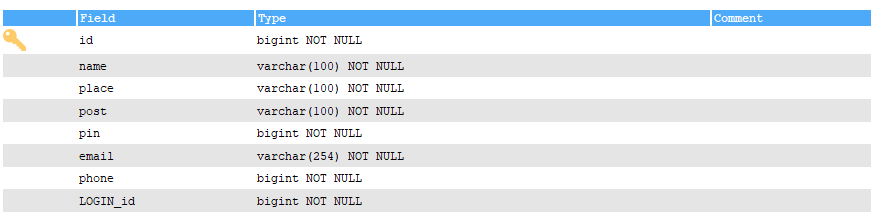 Field Type Comment
id bigint NOT NULL
name varchar(100) NOT NULL
place varchar(100) NOT NULL
post varchar(100) NOT NULL
pin bigint NOT NULL
email varchar(254) NOT NULL
phone bigint NOT NULL
LOGIN_id bigint NOT NULL